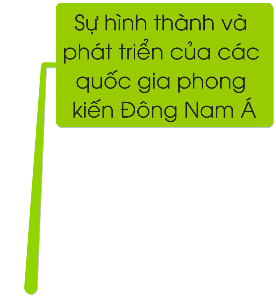 Sự hình thành và
phát triển của các
quốc gia phong
kiến Đông Nam Á